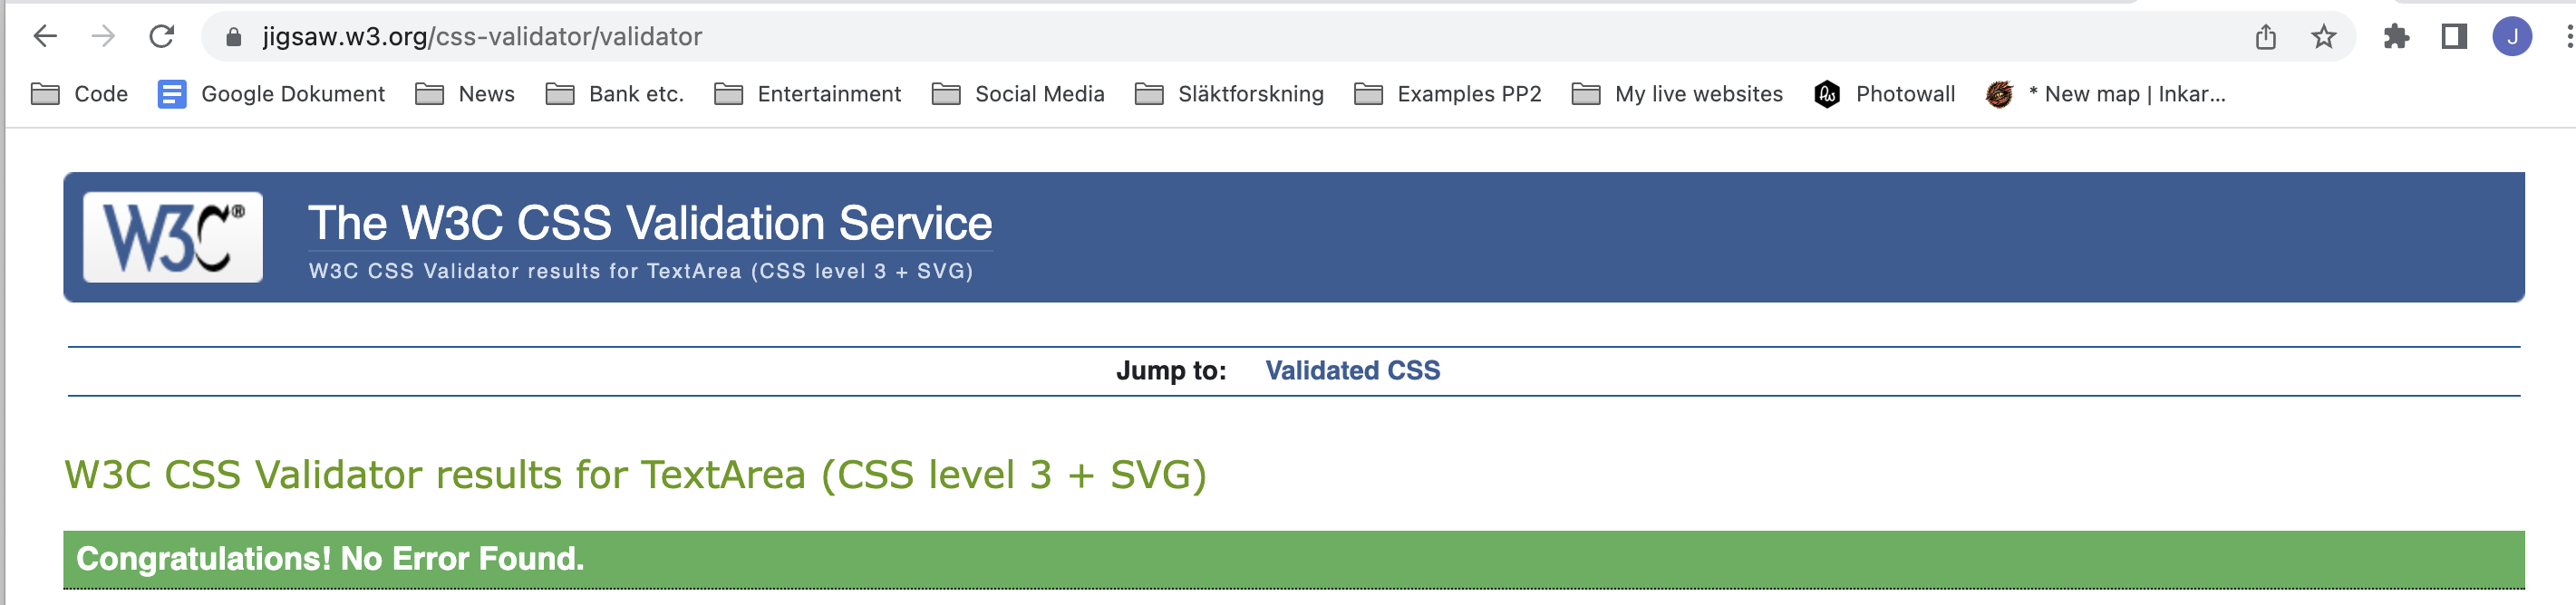 jigsaw.w3.org/css-validator/validator
J
Code Google Dokument News Bank etc. Entertainment Social Media Släktforskning Examples PP2 My live websites Photowall * New map | Inkar...
W3C®
The W3C CSS Validation Service
W3C CSS Validator results for TextArea (CSS level 3 + SVG)
Jump to: Validated CSS
W3C CSS Validator results for TextArea (CSS level 3 + SVG)
Congratulations! No Error Found.